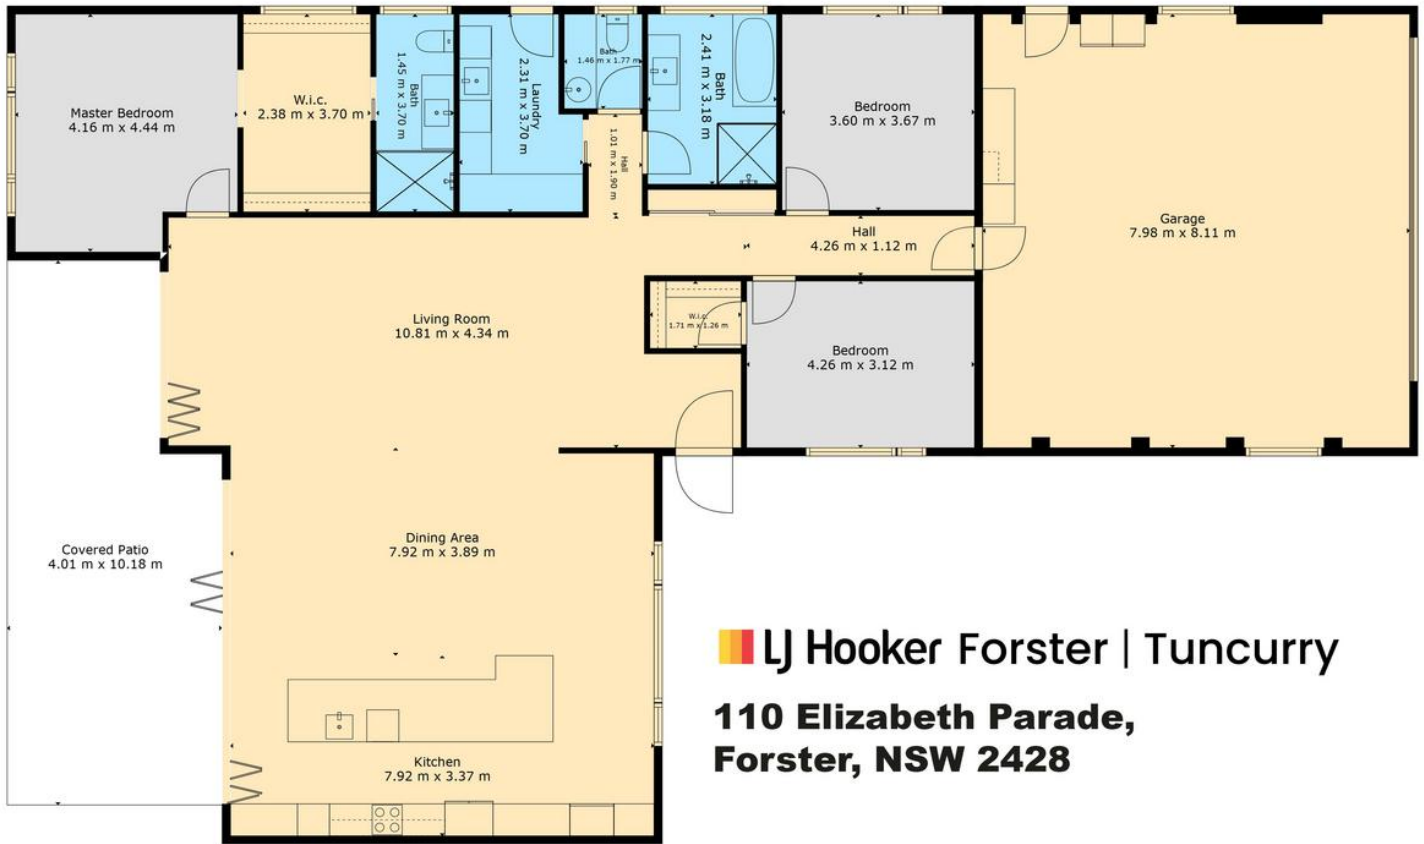 Master Bedroom
4.16 m x 4.44 m
W.i.c.
2.38 m x 3.70 m
Bath
1.45 m x 3.70 m
Laundry
2.31 m x 3.70 m
Bath
1.46 m x 1.77 m
Hall
1.01 m x 1.90 m
Bath
2.41 m x 3.18 m
Bedroom
3.60 m x 3.67 m
Garage
7.98 m x 8.11 m
Hall
4.26 m x 1.12 m
Living Room
10.81 m x 4.34 m
W.i.c.
1.71 m x 1.26 m
Bedroom
4.26 m x 3.12 m
Covered Patio
4.01 m x 10.18 m
Dining Area
7.92 m x 3.89 m
Kitchen
7.92 m x 3.37 m
LJ Hooker Forster | Tuncurry
110 Elizabeth Parade,
Forster, NSW 2428